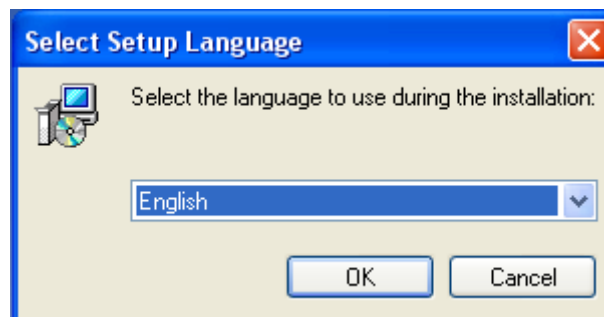 Select Setup Language
Select the language to use during the installation:
English
OK
Cancel